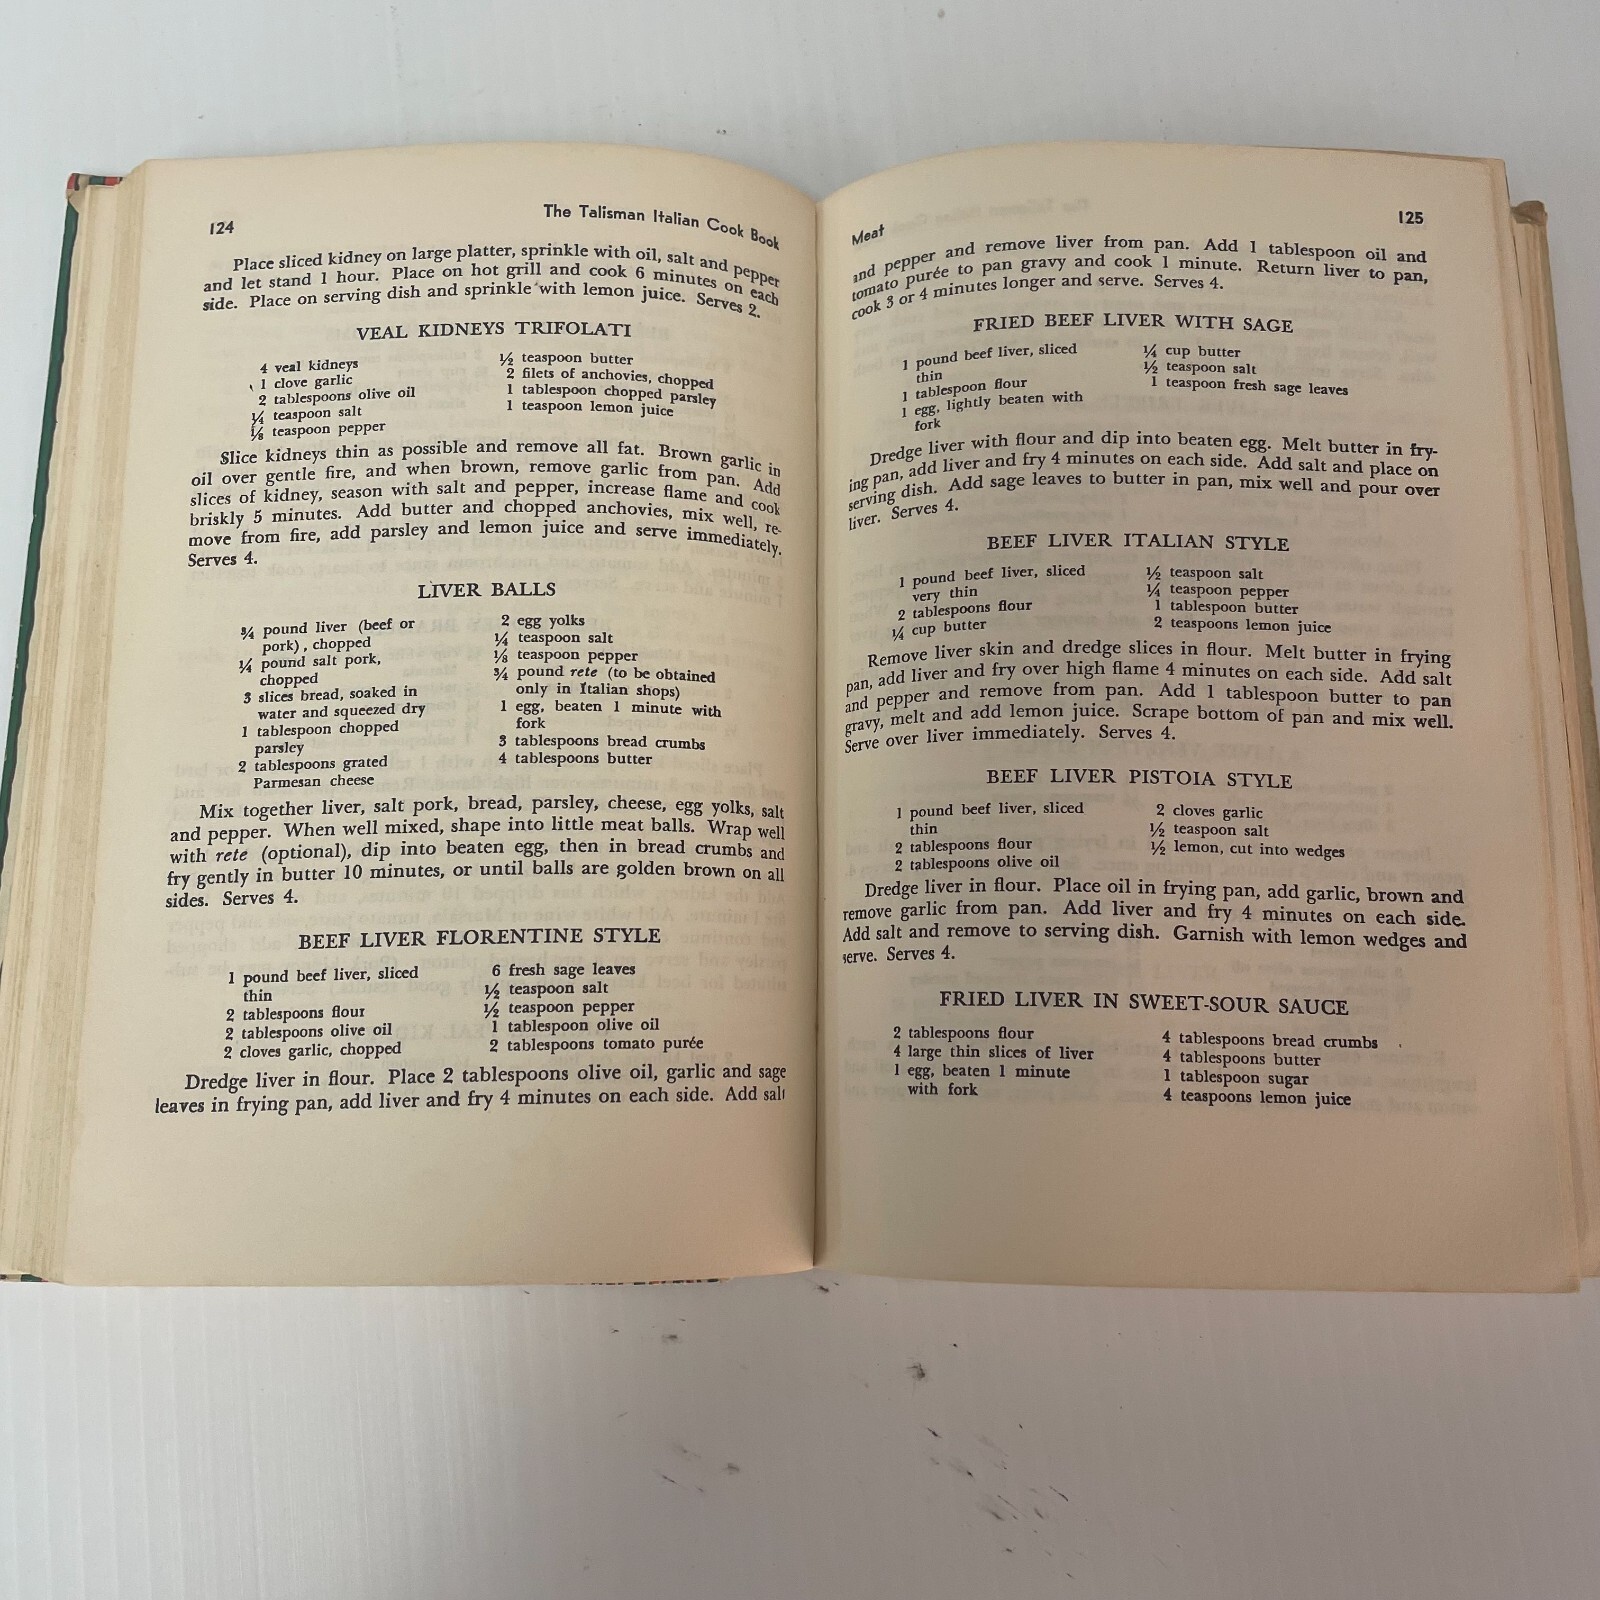 124
The Talisman Italian Cook Book
Place sliced kidney on large platter, sprinkle with oil, salt and pepper
and let stand 1 hour. Place on hot grill and cook 6 minutes on each
side. Place on serving dish and sprinkle with lemon juice. Serves 2.
VEAL KIDNEYS TRIFOLATI
4 veal kidneys
1 clove garlic
2 tablespoons olive oil
¼ teaspoon salt
⅛ teaspoon pepper
½ teaspoon butter
2 filets of anchovies, chopped
1 tablespoon chopped parsley
1 teaspoon lemon juice
Slice kidneys thin as possible and remove all fat. Brown garlic in
oil over gentle fire, and when brown, remove garlic from pan. Add
slices of kidney, season with salt and pepper, increase flame and cook
briskly 5 minutes. Add butter and chopped anchovies, mix well, re-
move from fire, add parsley and lemon juice and serve immediately.
Serves 4.
LIVER BALLS
¾ pound liver (beef or
pork), chopped
¼ pound salt pork,
chopped
3 slices bread, soaked in
water and squeezed dry
1 tablespoon chopped
parsley
2 tablespoons grated
Parmesan cheese
2 egg yolks
¼ teaspoon salt
⅛ teaspoon pepper
¾ pound rete (to be obtained
only in Italian shops)
1 egg, beaten 1 minute with
fork
3 tablespoons bread crumbs
4 tablespoons butter
Mix together liver, salt pork, bread, parsley, cheese, egg yolks, salt
and pepper. When well mixed, shape into little meat balls. Wrap well
with rete (optional), dip into beaten egg, then in bread crumbs and
fry gently in butter 10 minutes, or until balls are golden brown on all
sides. Serves 4.
BEEF LIVER FLORENTINE STYLE
1 pound beef liver, sliced
thin
2 tablespoons flour
2 tablespoons olive oil
2 cloves garlic, chopped
6 fresh sage leaves
½ teaspoon salt
½ teaspoon pepper
1 tablespoon olive oil
2 tablespoons tomato purée
Dredge liver in flour. Place 2 tablespoons olive oil, garlic and sage
leaves in frying pan, add liver and fry 4 minutes on each side. Add salt
Meat
125
and pepper and remove liver from pan. Add 1 tablespoon oil and
tomato purée to pan gravy and cook 1 minute. Return liver to pan,
cook 3 or 4 minutes longer and serve. Serves 4.
FRIED BEEF LIVER WITH SAGE
1 pound beef liver, sliced
thin
1 tablespoon flour
1 egg, lightly beaten with
fork
¼ cup butter
½ teaspoon salt
1 teaspoon fresh sage leaves
Dredge liver with flour and dip into beaten egg. Melt butter in fry-
ing pan, add liver and fry 4 minutes on each side. Add salt and place on
serving dish. Add sage leaves to butter in pan, mix well and pour over
liver. Serves 4.
BEEF LIVER ITALIAN STYLE
1 pound beef liver, sliced
very thin
2 tablespoons flour
¼ cup butter
½ teaspoon salt
¼ teaspoon pepper
1 tablespoon butter
2 teaspoons lemon juice
Remove liver skin and dredge slices in flour. Melt butter in frying
pan, add liver and fry over high flame 4 minutes on each side. Add salt
and pepper and remove from pan. Add 1 tablespoon butter to pan
gravy, melt and add lemon juice. Scrape bottom of pan and mix well.
Serve over liver immediately. Serves 4.
BEEF LIVER PISTOIA STYLE
1 pound beef liver, sliced
thin
2 tablespoons flour
2 tablespoons olive oil
2 cloves garlic
½ teaspoon salt
½ lemon, cut into wedges
Dredge liver in flour. Place oil in frying pan, add garlic, brown and
remove garlic from pan. Add liver and fry 4 minutes on each side.
Add salt and remove to serving dish. Garnish with lemon wedges and
serve. Serves 4.
FRIED LIVER IN SWEET-SOUR SAUCE
2 tablespoons flour
4 large thin slices of liver
1 egg, beaten 1 minute
with fork
4 tablespoons bread crumbs
4 tablespoons butter
1 tablespoon sugar
4 teaspoons lemon juice